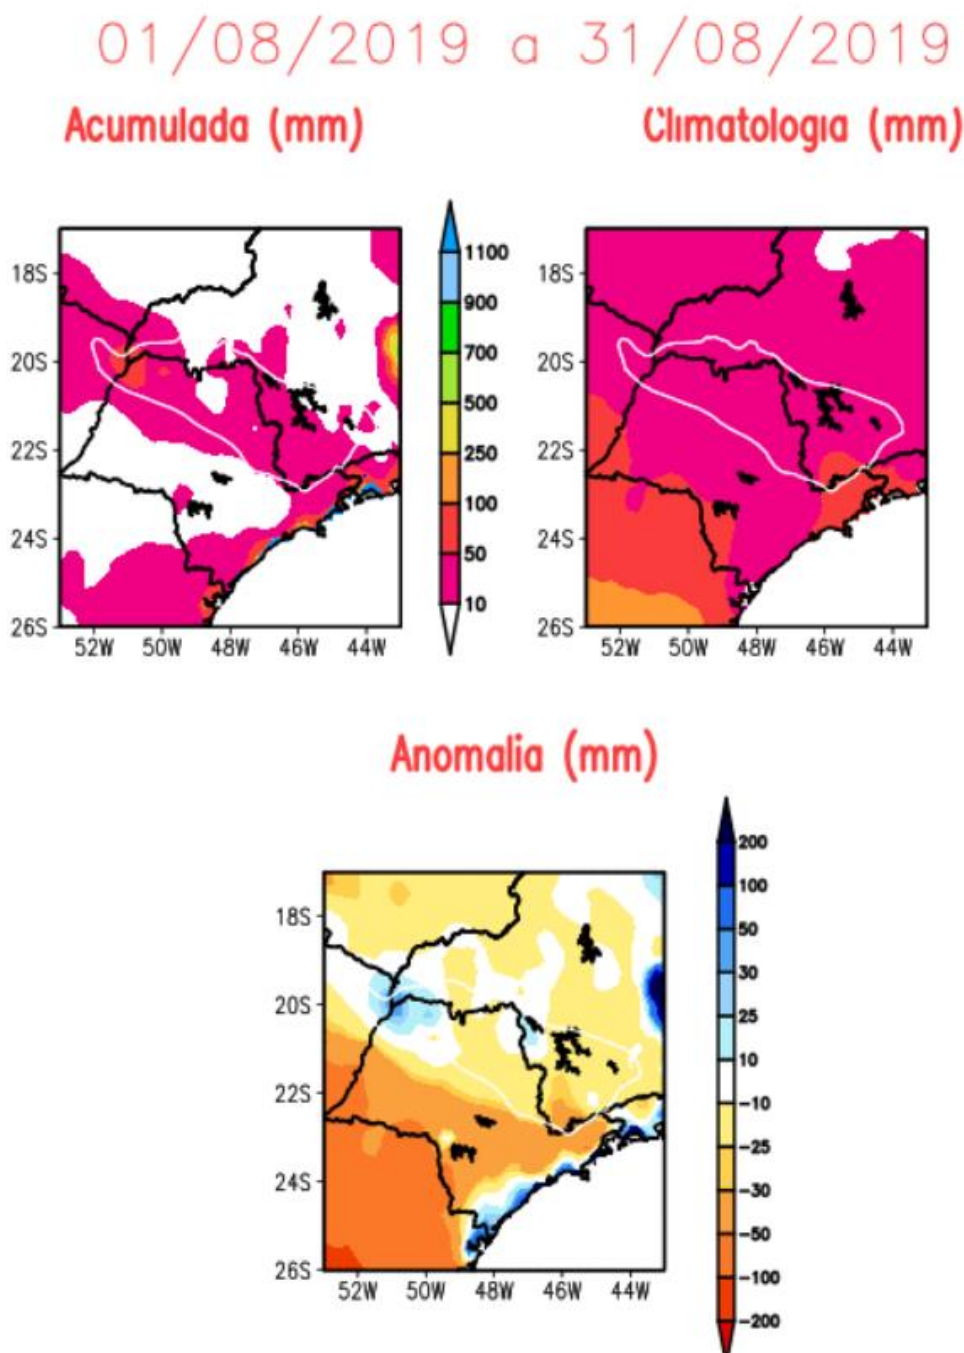 01/08/2019 a 31/08/2019
Acumulada (mm)
Climatologia (mm)
18S
20S
22S
24S
26S
52W 50W 48W 46W 44W
1100
900
700
500
250
100
50
10
18S
20S
22S
24S
26S
52W 50W 48W 46W 44W
Anomalia (mm)
18S
20S
22S
24S
26S
52W 50W 48W 46W 44W
200
100
50
30
25
10
-10
-25
-30
-50
-100
-200